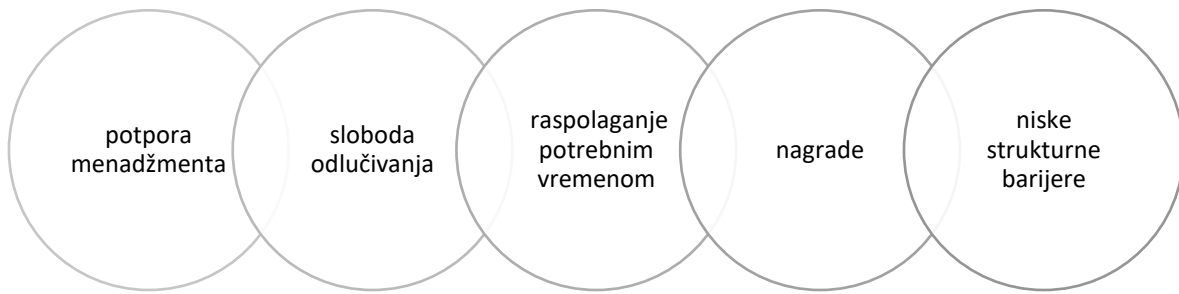 potpora
menadžmenta
sloboda
odlučivanja
raspolaganje
potrebnim
vremenom
nagrade
niske
strukturne
barijere